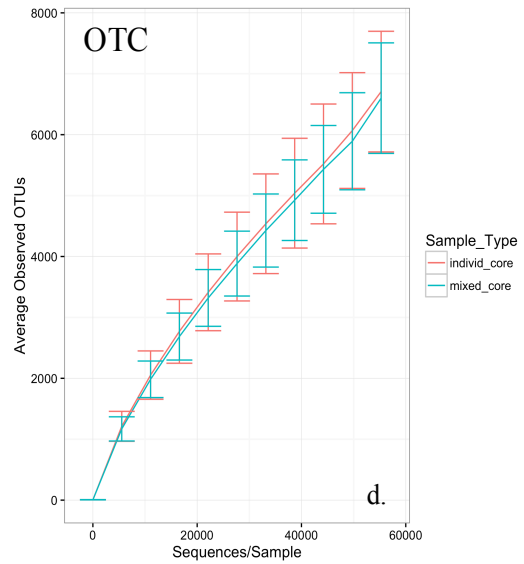 OTC
8000
6000
4000
2000
0
Average Observed OTUs
d.
0 20000 40000 60000
Sequences/Sample
Sample_Type
individ_core
mixed_core